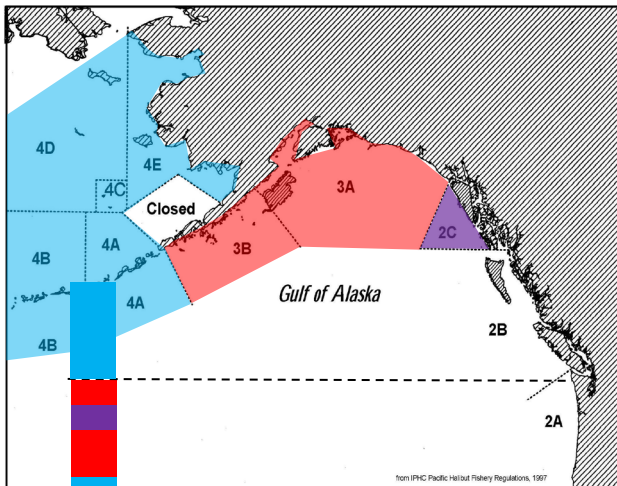 4D
4E
4C
Closed
3A
2C
4B
4A
3B
4A
Gulf of Alaska
4B
2B
2A
from IPHC Pacific Halibut Fishery Regulations, 1997